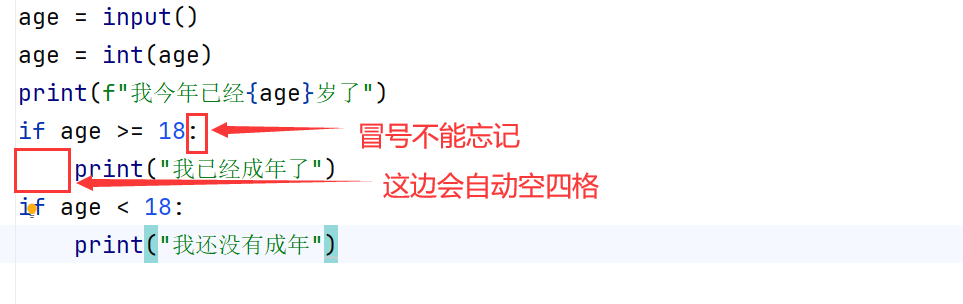 age = input()
age = int(age)
print(f"我今年已经{age}岁了")
if age >= 18:
冒号不能忘记
    print("我已经成年了")
这边会自动空四格
if age < 18:
    print("我还没有成年")